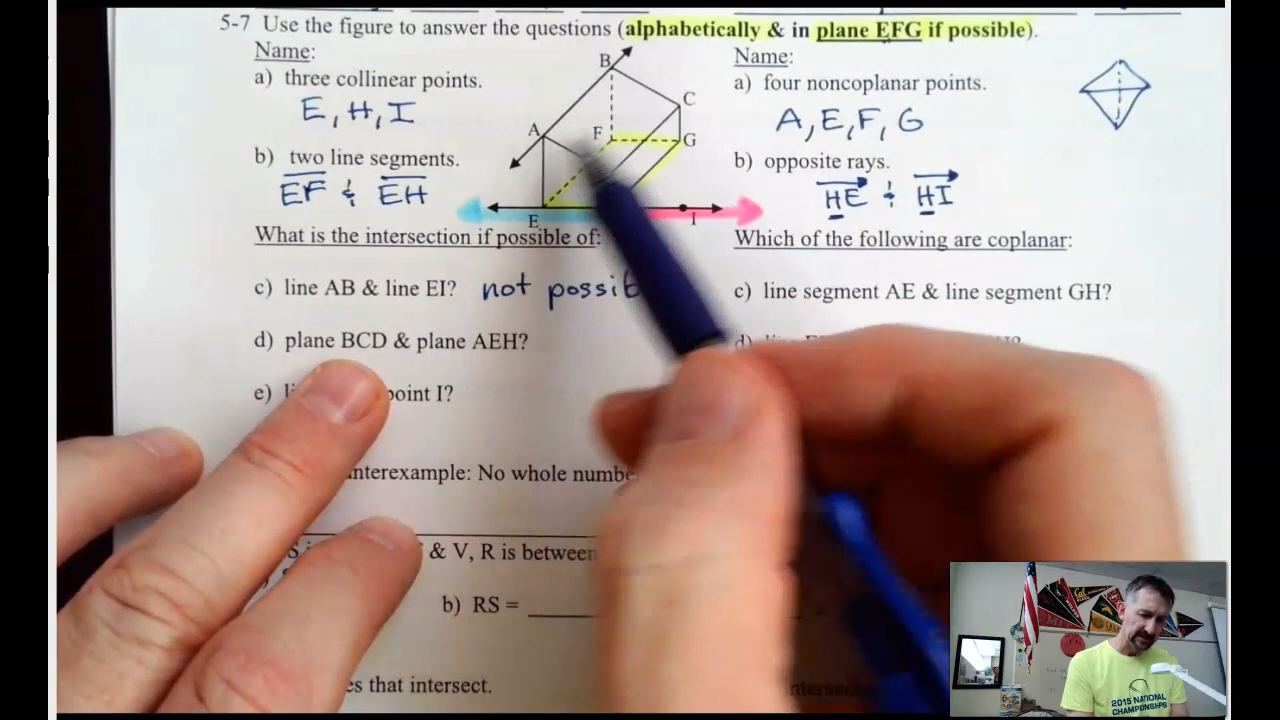 5-7 Use the figure to answer the questions (alphabetically & in plane EFG if possible).
Name:
a) three collinear points.
E, H, I
b) two line segments.
EF & EH
B
C
A
F
G
E
I
Name:
a) four noncoplanar points.
A, E, F, G
b) opposite rays.
HE & HI
What is the intersection if possible of:
c) line AB & line EI? not possib
d) plane BCD & plane AEH?
e) point I?
Which of the following are coplanar:
c) line segment AE & line segment GH?
d)
interexample: No whole numbe
& V, R is between
b) RS =
es that intersect.
2015 NATIONAL
CHAMPIONSHIPS